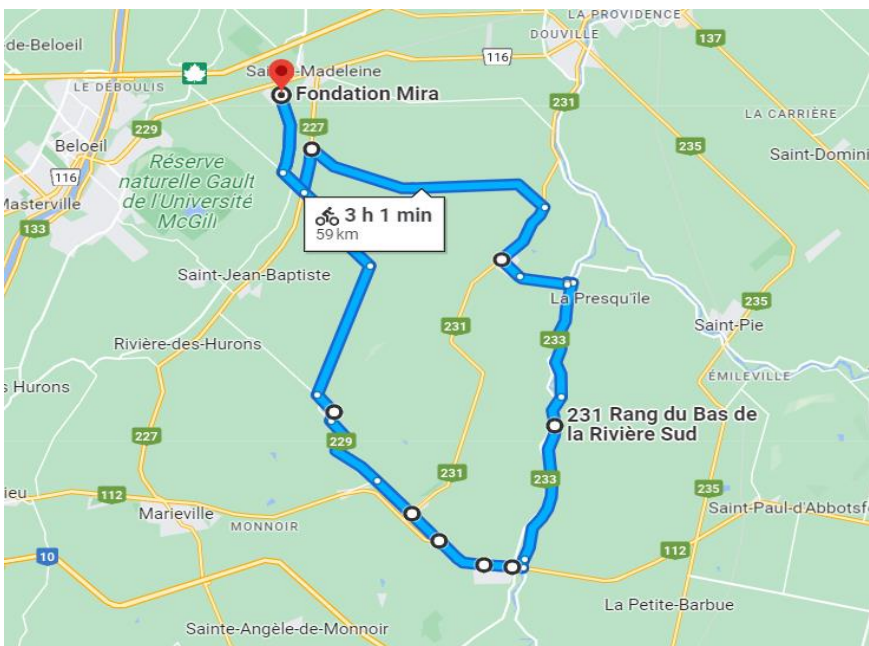 LA PROVIDENCE
DOUVILLE
137
de-Beloeil
116
Madeleine
LE DÉBOULIS
Fondation Mira
231
LA CARRIÈRE
229
227
235
Beloeil
Saint-Domini
Réserve
naturelle Gault
de l'Université
McGill
116
Masterville
3 h 1 min
59 km
133
Saint-Jean-Baptiste
La Presqu'île
235
231
233
Saint-Pie
Rivière-des-Hurons
ÉMILEVILLE
s Hurons
231 Rang du Bas de
la Rivière Sud
227
229
231
233
235
ieu
112
Marieville
MONNOIR
Saint-Paul-d'Abbotsf
10
112
La Petite-Barbue
Sainte-Angèle-de-Monnoir